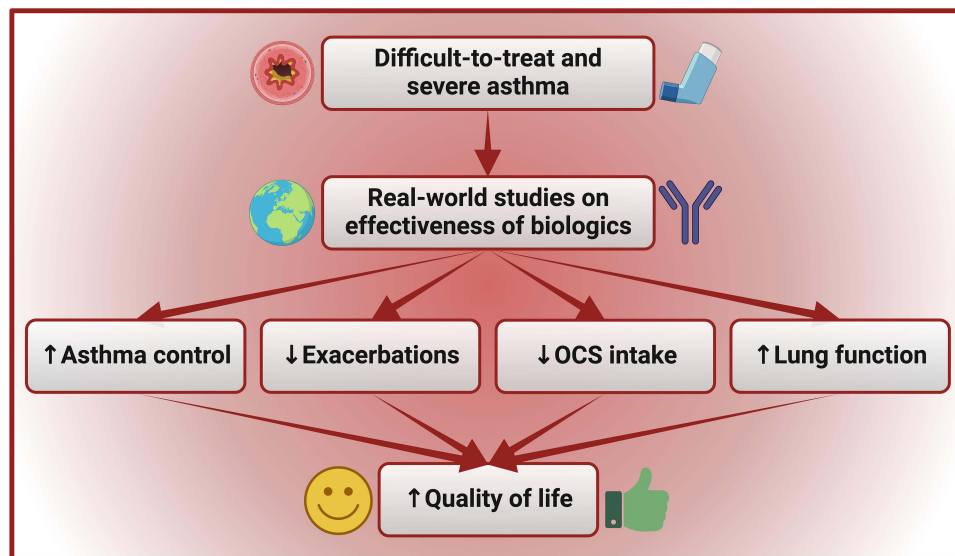 Difficult-to-treat and
severe asthma
Real-world studies on
effectiveness of biologics
↑Asthma control
↓Exacerbations
↓OCS intake
↑Lung function
↑Quality of life